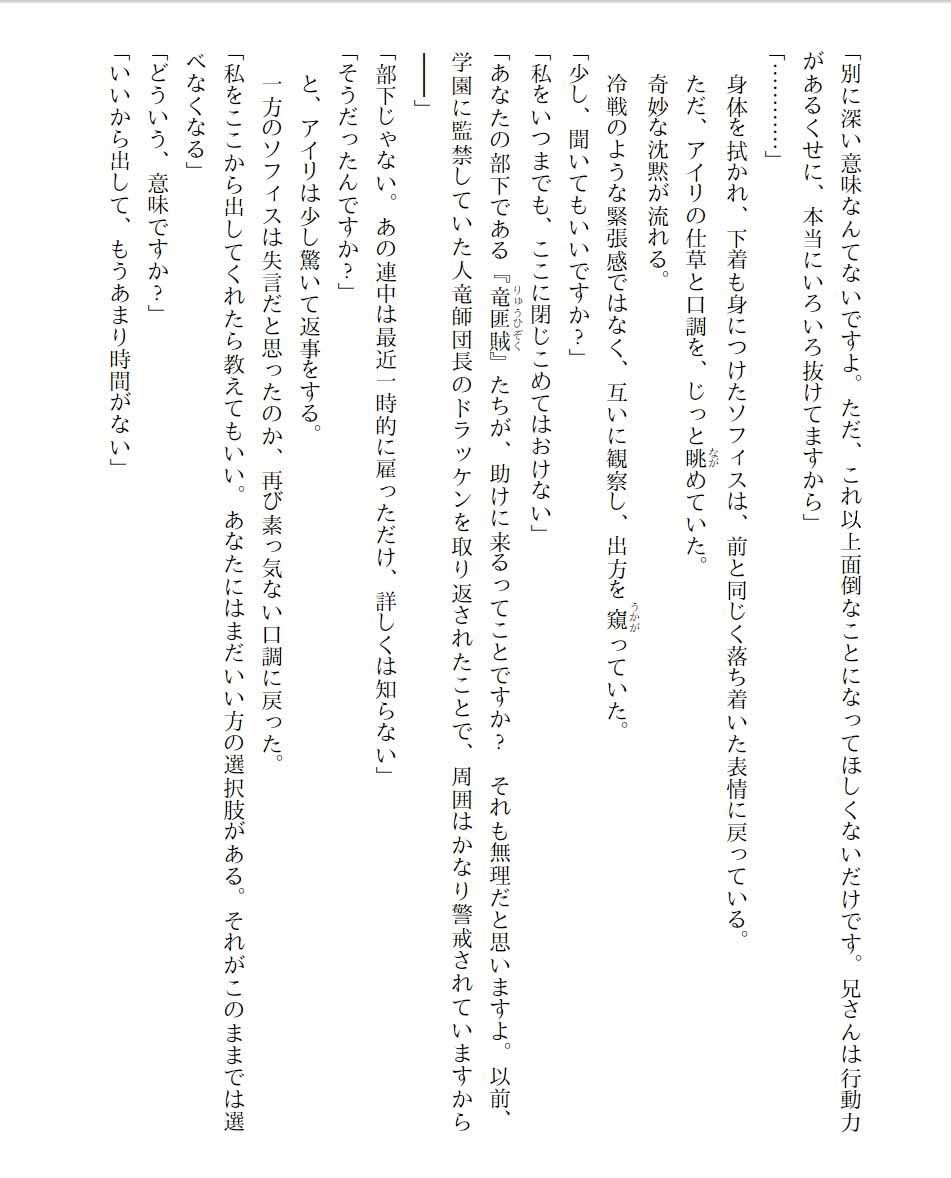 「別に深い意味なんてないですよ。ただ、これ以上面倒なことになってほしくないだけです。兄さんは行動力
があるくせに、本当にいろいろ抜けてますから」
「…………」
　身体を拭かれ、下着も身につけたソフィスは、前と同じく落ち着いた表情に戻っている。
　ただ、アイリの仕草と口調を、じっと眺めていた。
　奇妙な沈黙が流れる。
　冷戦のような緊張感ではなく、互いに観察し、出方を窺っていた。
「少し、聞いてもいいですか？」
「私をいつまでも、ここに閉じこめてはおけない」
「あなたの部下である『竜匪賊』たちが、助けに来るってことですか？　それも無理だと思いますよ。以前、
学園に監禁していた人竜師団長のドラッケンを取り返されたことで、周囲はかなり警戒されていますから
――」
「部下じゃない。あの連中は最近一時的に雇っただけ、詳しくは知らない」
「そうだったんですか？」
　と、アイリは少し驚いて返事をする。
　一方のソフィスは失言だと思ったのか、再び素っ気ない口調に戻った。
「私をここから出してくれたら教えてもいい。あなたにはまだいい方の選択肢がある。それがこのままでは選
べなくなる」
「どういう、意味ですか？」
「いいから出して、もうあまり時間がない」